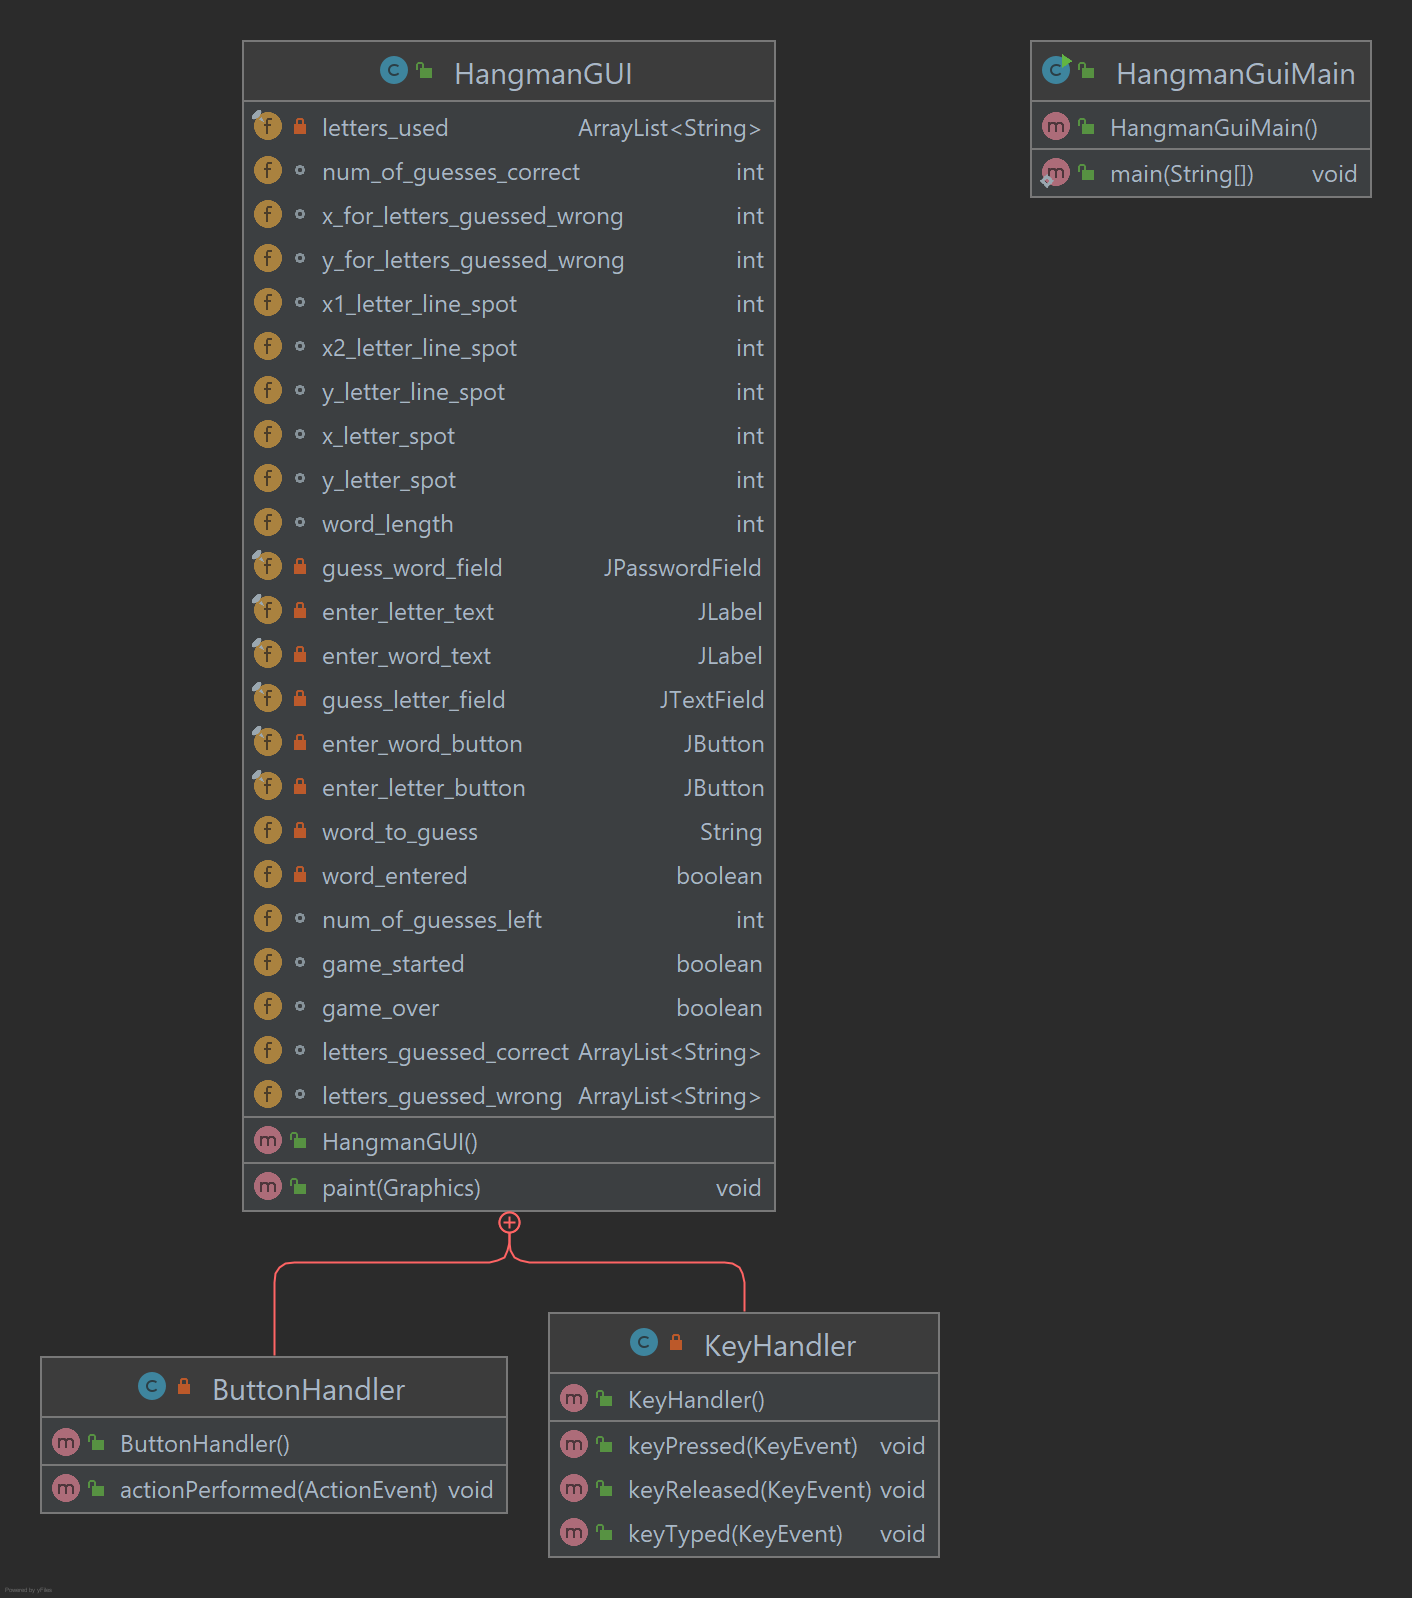 HangmanGUI
letters_used ArrayList<String>
num_of_guesses_correct int
x_for_letters_guessed_wrong int
y_for_letters_guessed_wrong int
x1_letter_line_spot int
x2_letter_line_spot int
y_letter_line_spot int
x_letter_spot int
y_letter_spot int
word_length int
guess_word_field JPasswordField
enter_letter_text JLabel
enter_word_text JLabel
guess_letter_field JTextField
enter_word_button JButton
enter_letter_button JButton
word_to_guess String
word_entered boolean
num_of_guesses_left int
game_started boolean
game_over boolean
letters_guessed_correct ArrayList<String>
letters_guessed_wrong ArrayList<String>
HangmanGUI()
paint(Graphics) void
HangmanGuiMain
HangmanGuiMain()
main(String[]) void
ButtonHandler
ButtonHandler()
actionPerformed(ActionEvent) void
KeyHandler
KeyHandler()
keyPressed(KeyEvent) void
keyReleased(KeyEvent) void
keyTyped(KeyEvent) void
Powered by yFiles